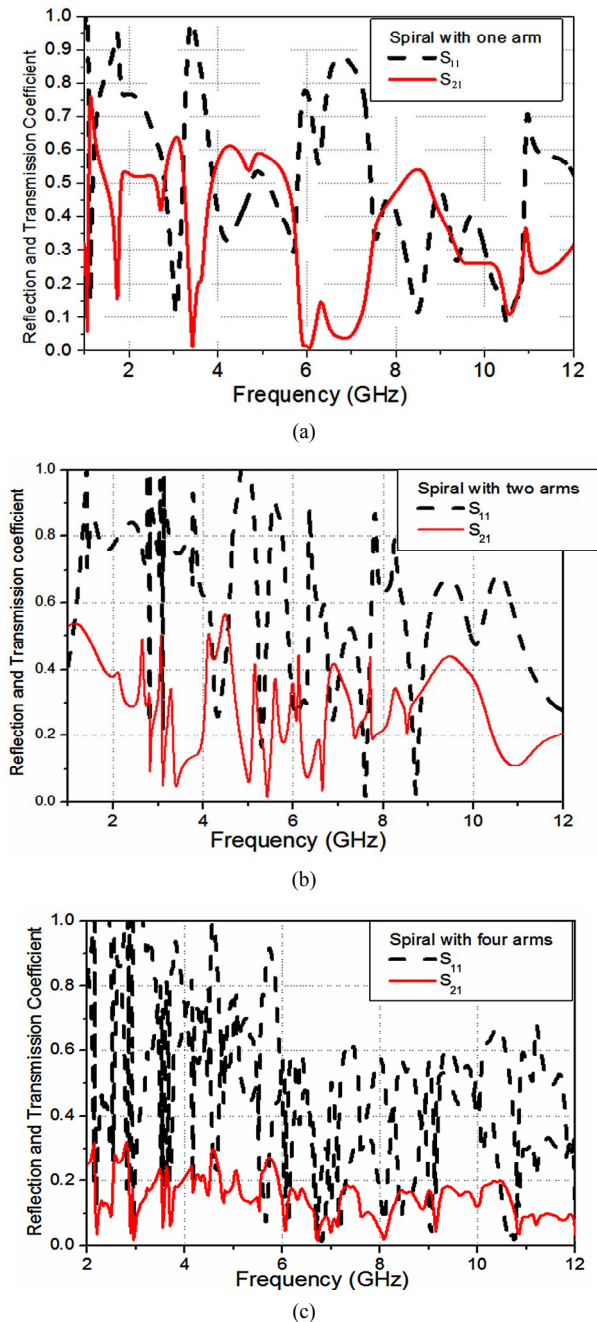 1.0
0.9
0.8
0.7
0.6
0.5
0.4
0.3
0.2
0.1
0.0
Reflection and Transmission Coefficient
Spiral with one arm
S11
S21
2 4 6 8 10 12
Frequency (GHz)
(a)
1.0
0.8
0.6
0.4
0.2
0.0
Reflection and Transmission coefficient
Spiral with two arms
S11
S21
2 4 6 8 10 12
Frequency (GHz)
(b)
1.0
0.8
0.6
0.4
0.2
0.0
Reflection and Transmission Coefficient
Spiral with four arms
S11
S21
2 4 6 8 10 12
Frequency (GHz)
(c)